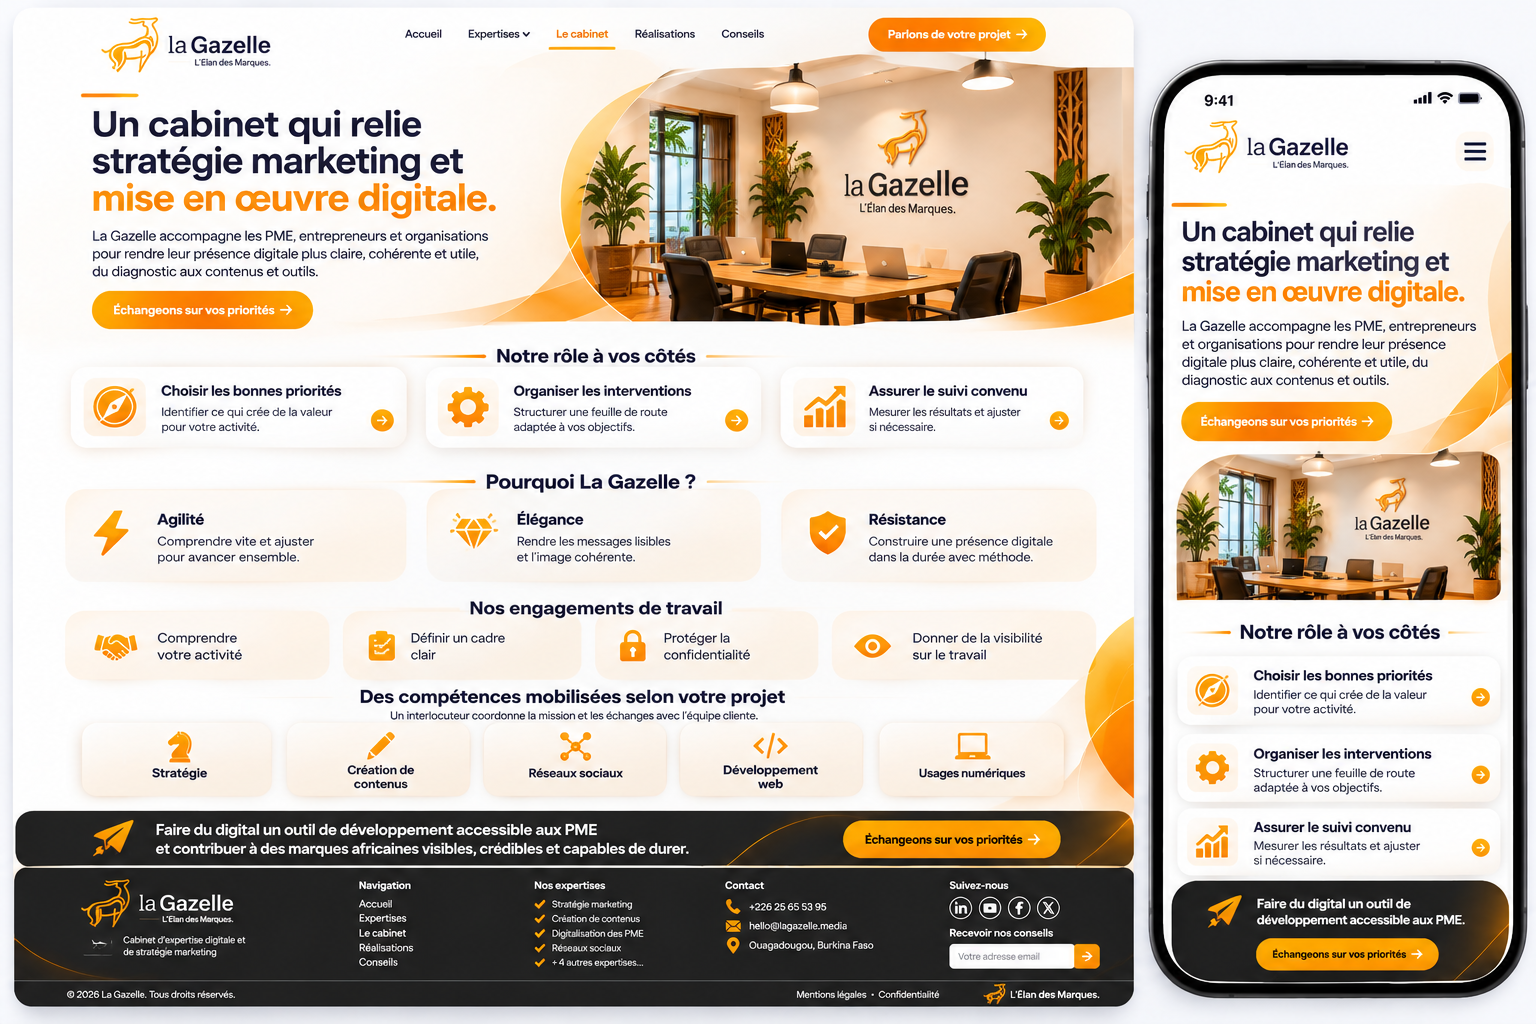 la Gazelle
L'Élan des Marques.
Accueil
Expertises
Le cabinet
Réalisations
Conseils
Parlons de votre projet →
Un cabinet qui relie
stratégie marketing et
mise en œuvre digitale.
La Gazelle accompagne les PME, entrepreneurs et organisations
pour rendre leur présence digitale plus claire, cohérente et utile,
du diagnostic aux contenus et outils.
Échangeons sur vos priorités →
la Gazelle
L'Élan des Marques.
Notre rôle à vos côtés
Choisir les bonnes priorités
Identifier ce qui crée de la valeur
pour votre activité.
Organiser les interventions
Structurer une feuille de route
adaptée à vos objectifs.
Assurer le suivi convenu
Mesurer les résultats et ajuster
si nécessaire.
Pourquoi La Gazelle ?
Agilité
Comprendre vite et ajuster
pour avancer ensemble.
Élégance
Rendre les messages lisibles
et l'image cohérente.
Résistance
Construire une présence digitale
dans la durée avec méthode.
Nos engagements de travail
Comprendre
votre activité
Définir un cadre
clair
Protéger la
confidentialité
Donner de la visibilité
sur le travail
Des compétences mobilisées selon votre projet
Un interlocuteur coordonne la mission et les échanges avec l'équipe cliente.
Stratégie
Création de
contenus
Réseaux sociaux
Développement
web
Usages numériques
Faire du digital un outil de développement accessible aux PME
et contribuer à des marques africaines visibles, crédibles et capables de durer.
Échangeons sur vos priorités →
la Gazelle
L'Élan des Marques.
Cabinet d'expertise digitale et
de stratégie marketing
Navigation
Accueil
Expertises
Le cabinet
Réalisations
Conseils
Nos expertises
Stratégie marketing
Création de contenus
Digitalisation des PME
Réseaux sociaux
+ 4 autres expertises...
Contact
+226 25 65 53 95
hello@lagazelle.media
Ouagadougou, Burkina Faso
Suivez-nous
Recevoir nos conseils
Votre adresse email
© 2026 La Gazelle. Tous droits réservés.
Mentions légales • Confidentialité
L'Élan des Marques.
9:41
la Gazelle
L'Élan des Marques.
Un cabinet qui relie
stratégie marketing et
mise en œuvre digitale.
La Gazelle accompagne les PME, entrepreneurs
et organisations pour rendre leur présence
digitale plus claire, cohérente et utile, du
diagnostic aux contenus et outils.
Échangeons sur vos priorités →
la Gazelle
L'Élan des Marques.
Notre rôle à vos côtés
Choisir les bonnes priorités
Identifier ce qui crée de la valeur
pour votre activité.
Organiser les interventions
Structurer une feuille de route
adaptée à vos objectifs.
Assurer le suivi convenu
Mesurer les résultats et ajuster
si nécessaire.
Faire du digital un outil de
développement accessible aux PME.
Échangeons sur vos priorités →